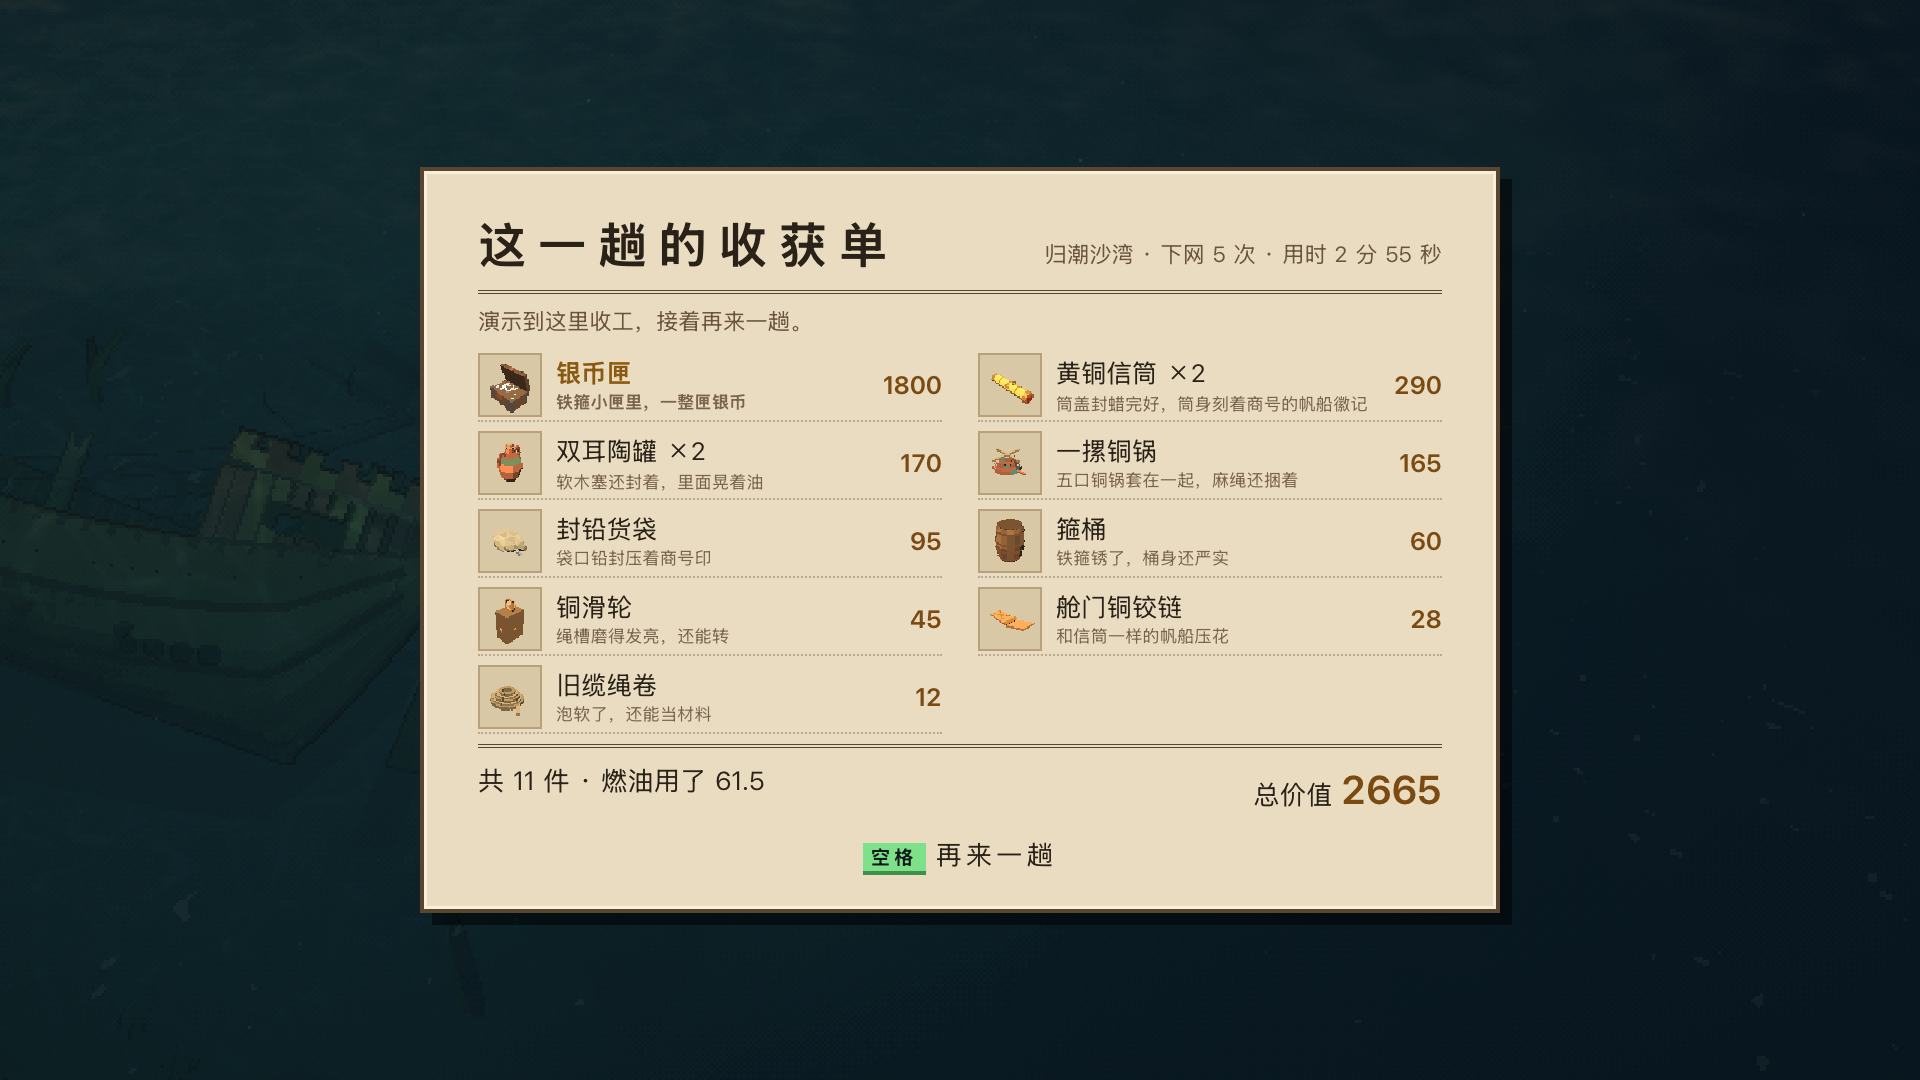 这一趟的收获单
归潮沙湾 · 下网 5 次 · 用时 2 分 55 秒
演示到这里收工，接着再来一趟。
银币匣
铁箍小匣里，一整匣银币
1800
黄铜信筒 ×2
筒盖封蜡完好，筒身刻着商号的帆船徽记
290
双耳陶罐 ×2
软木塞还封着，里面晃着油
170
一摞铜锅
五口铜锅套在一起，麻绳还捆着
165
封铅货袋
袋口铅封压着商号印
95
箍桶
铁箍锈了，桶身还严实
60
铜滑轮
绳槽磨得发亮，还能转
45
舱门铜铰链
和信筒一样的帆船压花
28
旧缆绳卷
泡软了，还能当材料
12
共 11 件 · 燃油用了 61.5
总价值 2665
空格 再来一趟